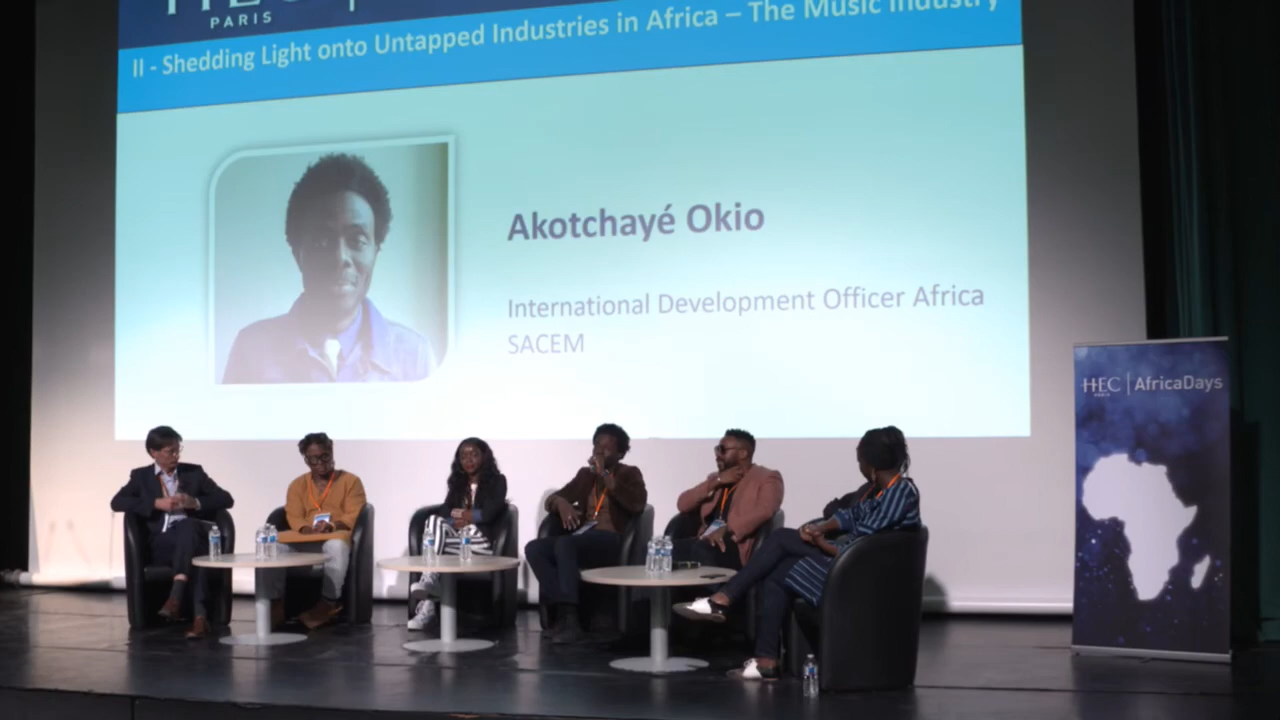 HEC
PARIS
II - Shedding Light onto Untapped Industries in Africa – The Music Industry
Akotchayé Okio
International Development Officer Africa
SACEM
HEC | AfricaDays
PARIS